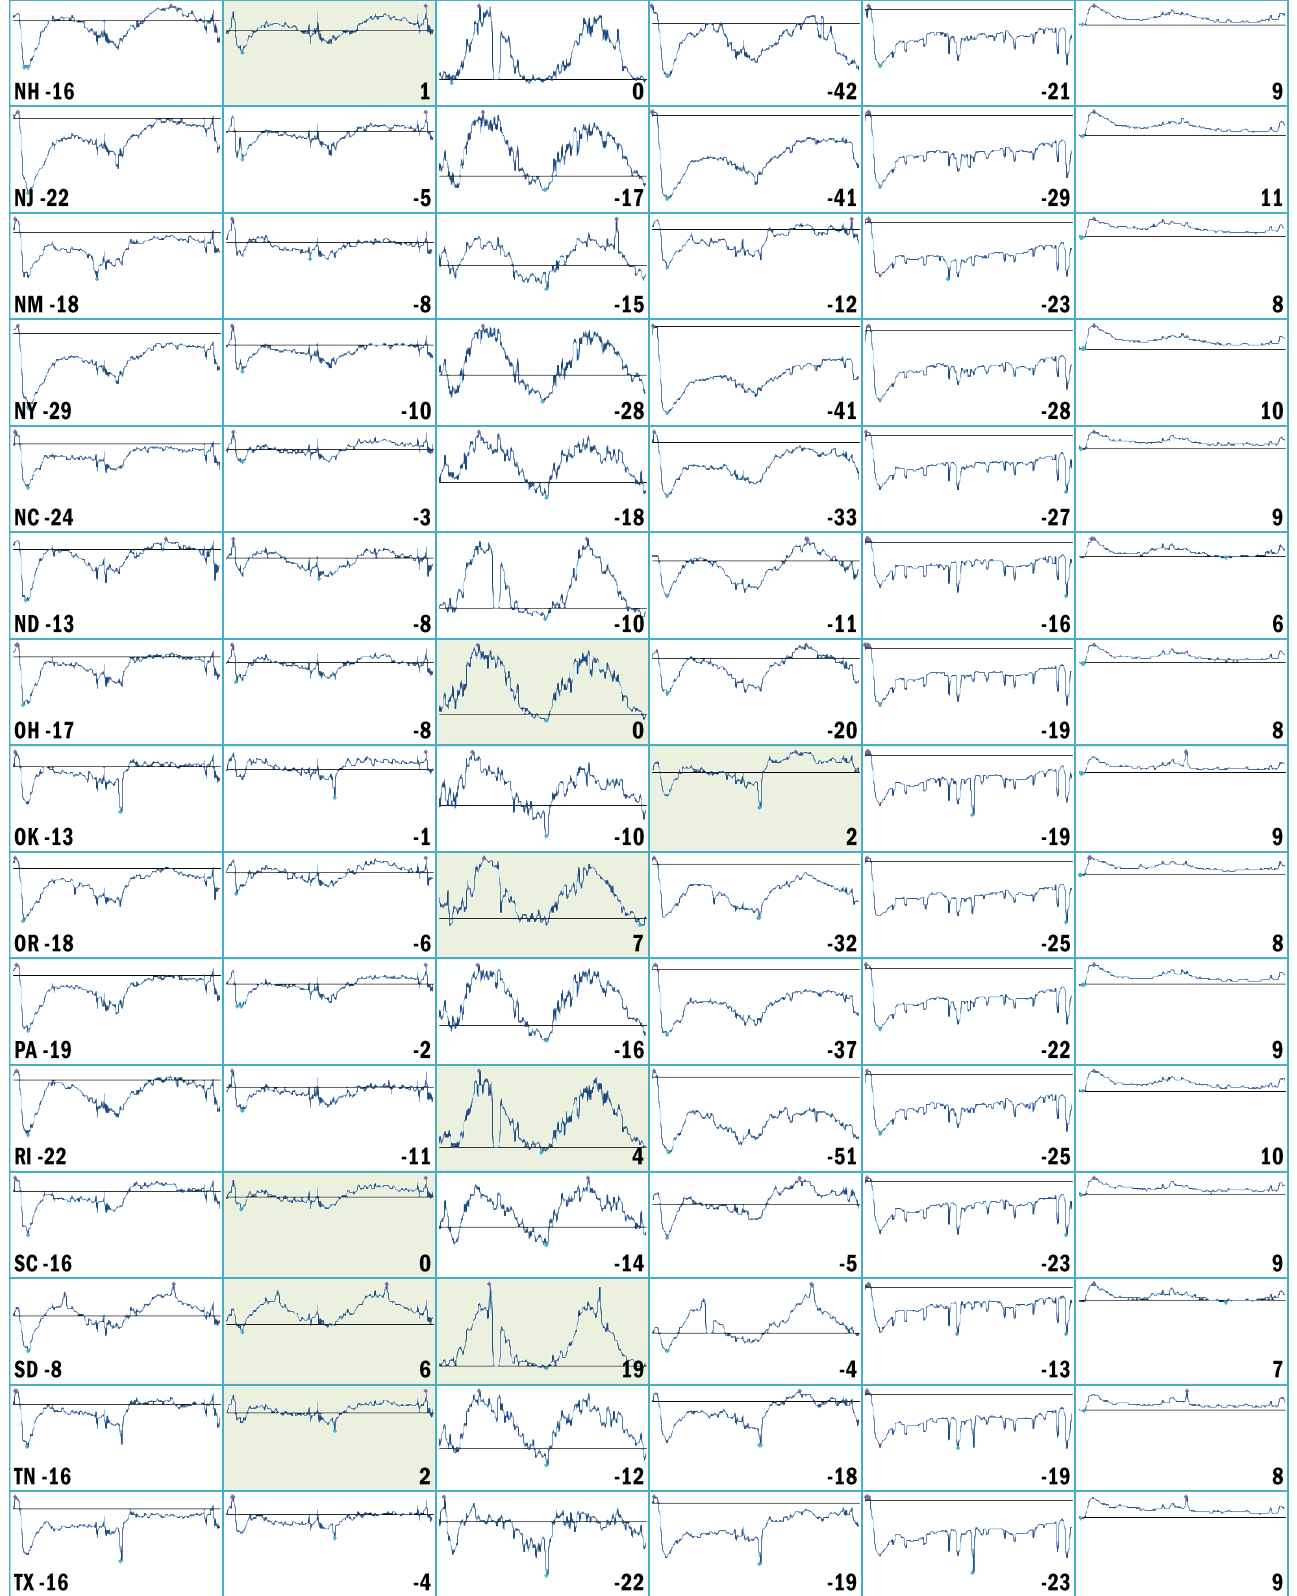 NH -16 1 0 -42 -21 9
NJ -22 -5 -17 -41 -29 11
NM -18 -8 -15 -12 -23 8
NY -29 -10 -28 -41 -28 10
NC -24 -3 -18 -33 -27 9
ND -13 -8 -10 -11 -16 6
OH -17 -8 0 -20 -19 8
OK -13 -1 -10 2 -19 9
OR -18 -6 7 -32 -25 8
PA -19 -2 -16 -37 -22 9
RI -22 -11 4 -51 -25 10
SC -16 0 -14 -5 -23 9
SD -8 6 19 -4 -13 7
TN -16 2 -12 -18 -19 8
TX -16 -4 -22 -19 -23 9